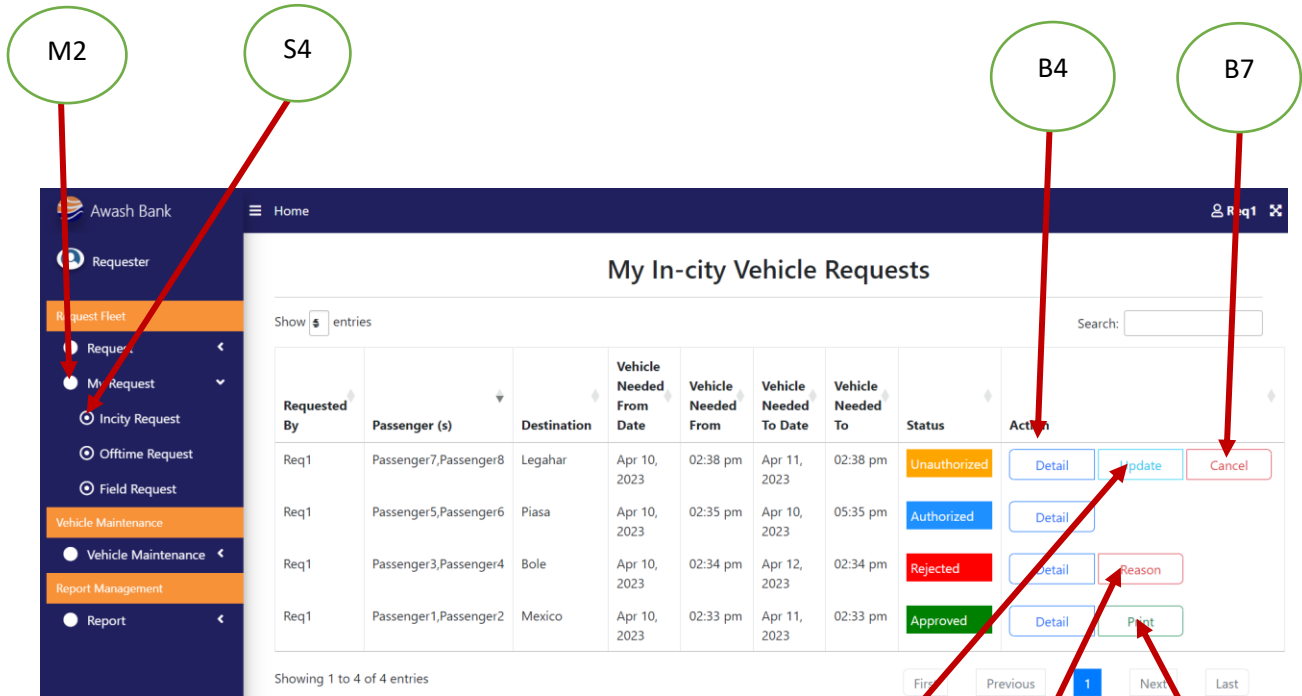 M2
S4
B4
B7
Awash Bank
Home
Req1
Requester
My In-city Vehicle Requests
Request Fleet
Show 5 entries
Search:
Request
My Request
Incity Request
Offtime Request
Field Request
Vehicle Maintenance
Vehicle Maintenance
Report Management
Report
Requested By
Passenger (s)
Destination
Vehicle Needed From Date
Vehicle Needed From
Vehicle Needed To Date
Vehicle Needed To
Status
Action
Req1 Passenger7,Passenger8 Legahar Apr 10, 2023 02:38 pm Apr 11, 2023 02:38 pm Unauthorized Detail Update Cancel
Req1 Passenger5,Passenger6 Piasa Apr 10, 2023 02:35 pm Apr 10, 2023 05:35 pm Authorized Detail
Req1 Passenger3,Passenger4 Bole Apr 10, 2023 02:34 pm Apr 12, 2023 02:34 pm Rejected Detail Reason
Req1 Passenger1,Passenger2 Mexico Apr 10, 2023 02:33 pm Apr 11, 2023 02:33 pm Approved Detail Print
Showing 1 to 4 of 4 entries
First Previous 1 Next Last